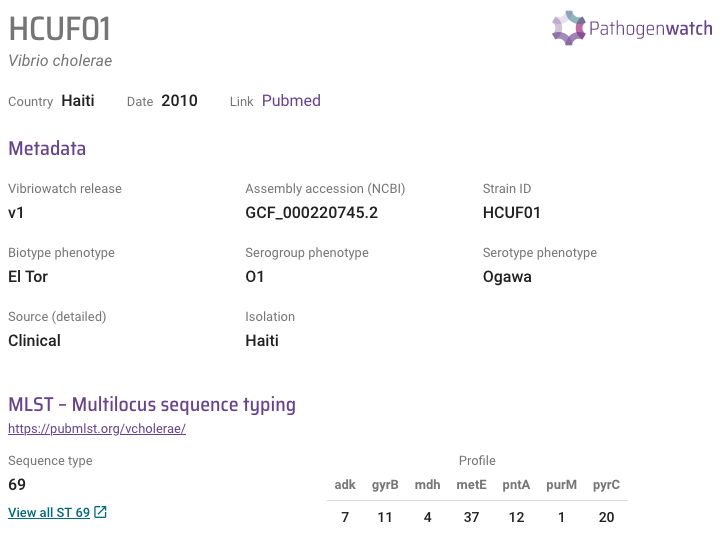 HCUF01
Pathogenwatch
Vibrio cholerae
Country Haiti Date 2010 Link Pubmed
Metadata
Vibriowatch release Assembly accession (NCBI) Strain ID
v1 GCF_000220745.2 HCUF01
Biotype phenotype Serogroup phenotype Serotype phenotype
El Tor O1 Ogawa
Source (detailed) Isolation
Clinical Haiti
MLST – Multilocus sequence typing
https://pubmlst.org/vcholerae/
Sequence type Profile
69 adk gyrB mdh metE pntA purM pyrC
View all ST 69 7 11 4 37 12 1 20